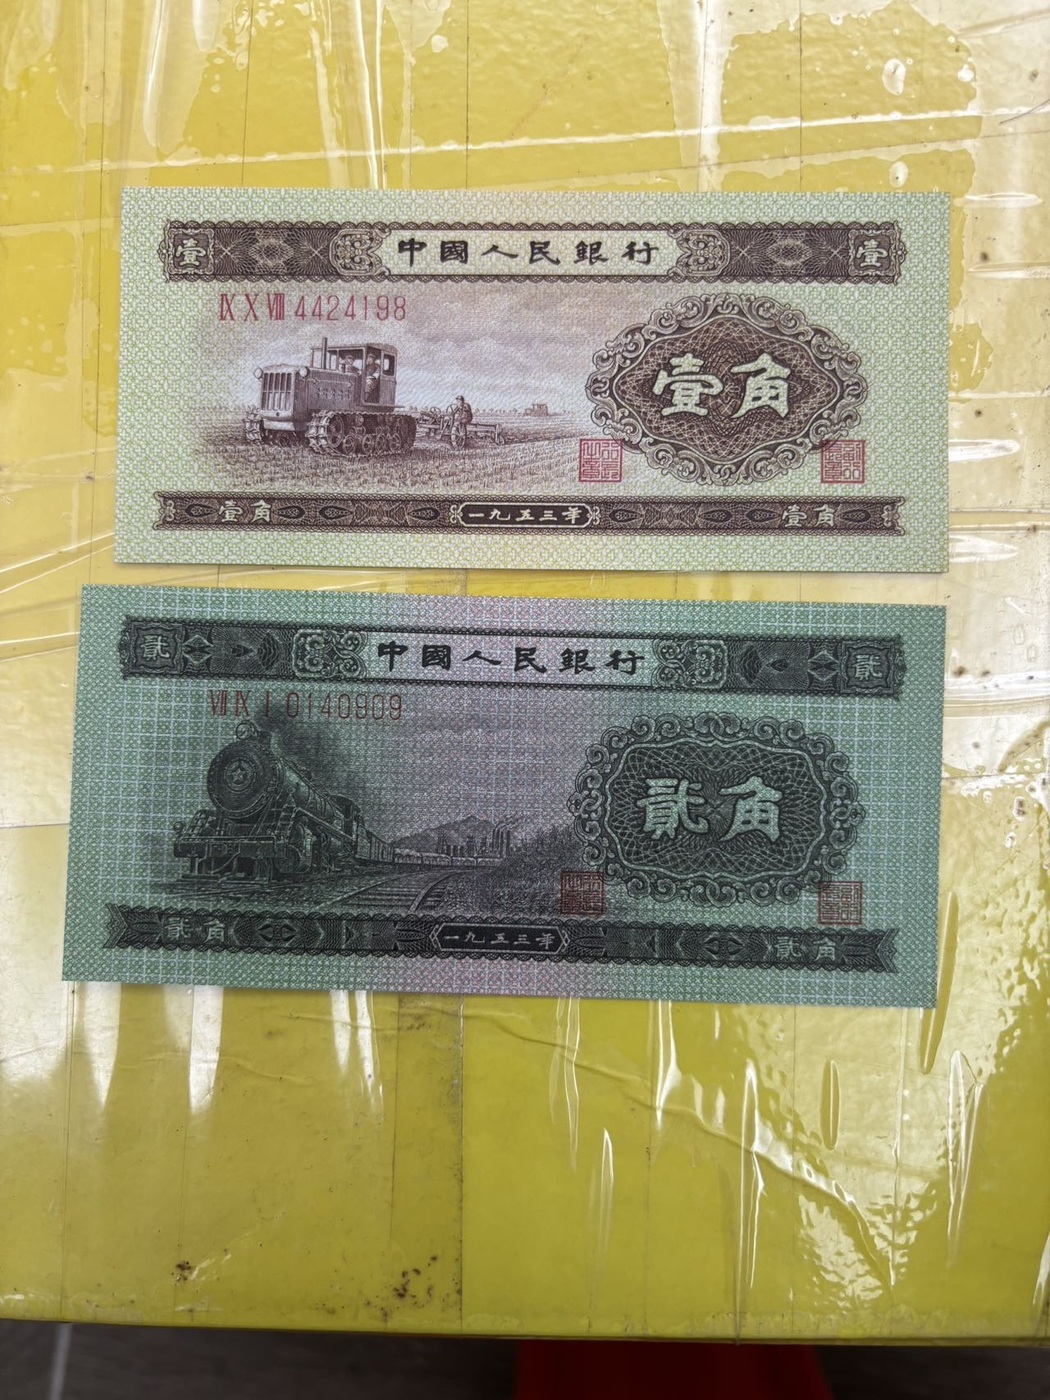 壹 中國人民銀行 壹
ⅨⅩⅧ 4424198
壹角
壹角 一九五三年 壹角
貳 中國人民銀行 貳
ⅦⅨⅠ 0140909
貳角
貳角 一九五三年 貳角